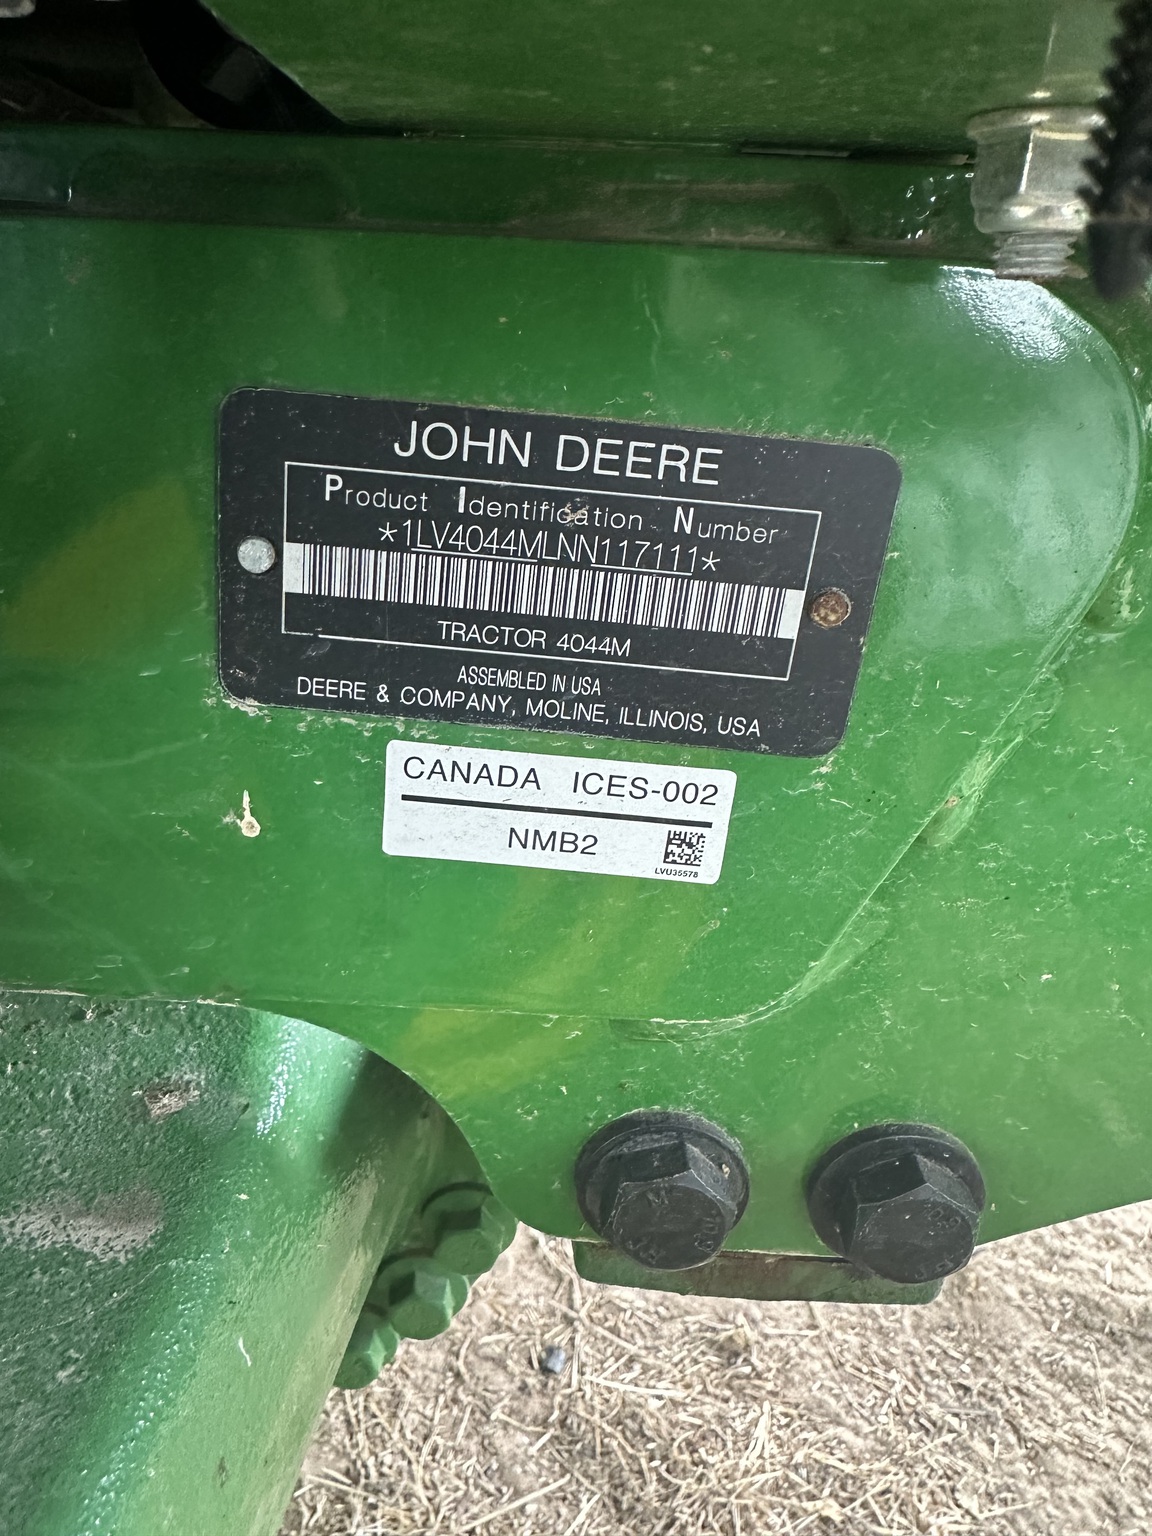 JOHN DEERE
Product Identification Number
*1LV4044MLNN117111*
TRACTOR 4044M
ASSEMBLED IN USA
DEERE & COMPANY, MOLINE, ILLINOIS, USA
CANADA ICES-002
NMB2
LVU35578